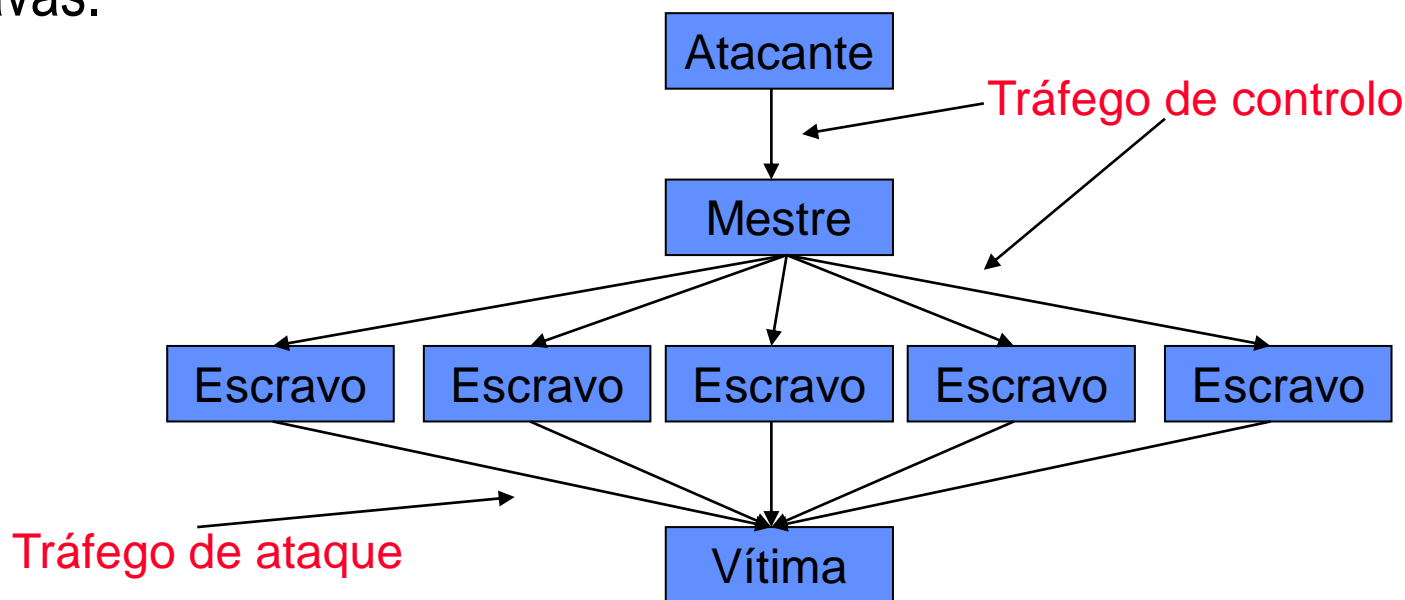 Atacante
Tráfego de controlo
Mestre
Escravo Escravo Escravo Escravo Escravo
Tráfego de ataque
Vítima